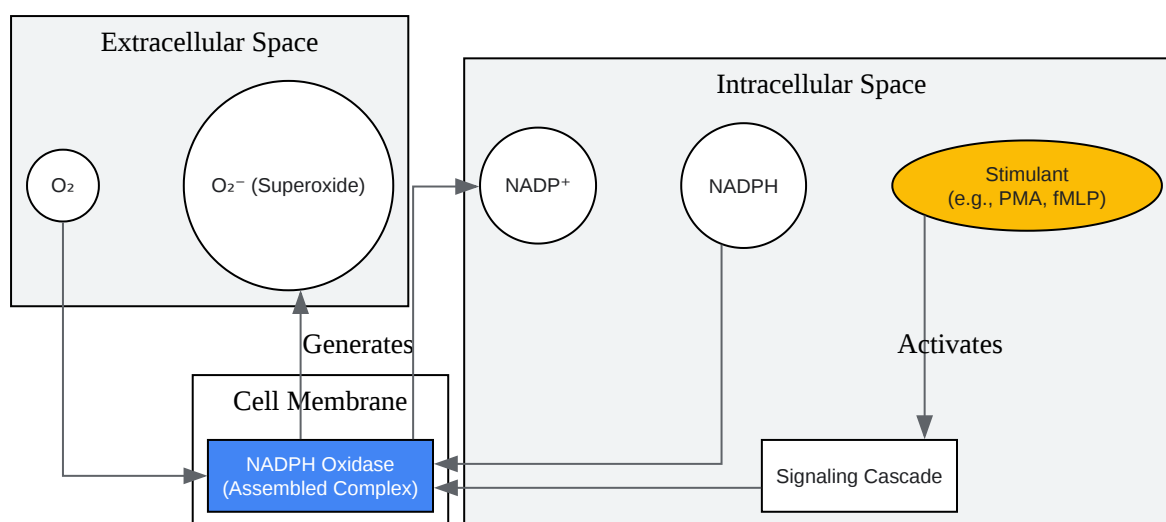 Extracellular Space
Intracellular Space
O₂
O₂⁻ (Superoxide)
NADP⁺
NADPH
Stimulant
(e.g., PMA, fMLP)
Generates
Activates
Cell Membrane
NADPH Oxidase
(Assembled Complex)
Signaling Cascade